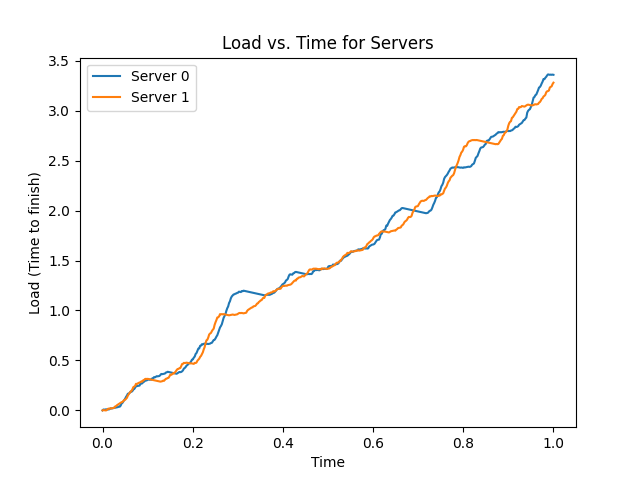 Load vs. Time for Servers
Server 0
Server 1
Load (Time to finish)
3.5
3.0
2.5
2.0
1.5
1.0
0.5
0.0
0.0 0.2 0.4 0.6 0.8 1.0
Time